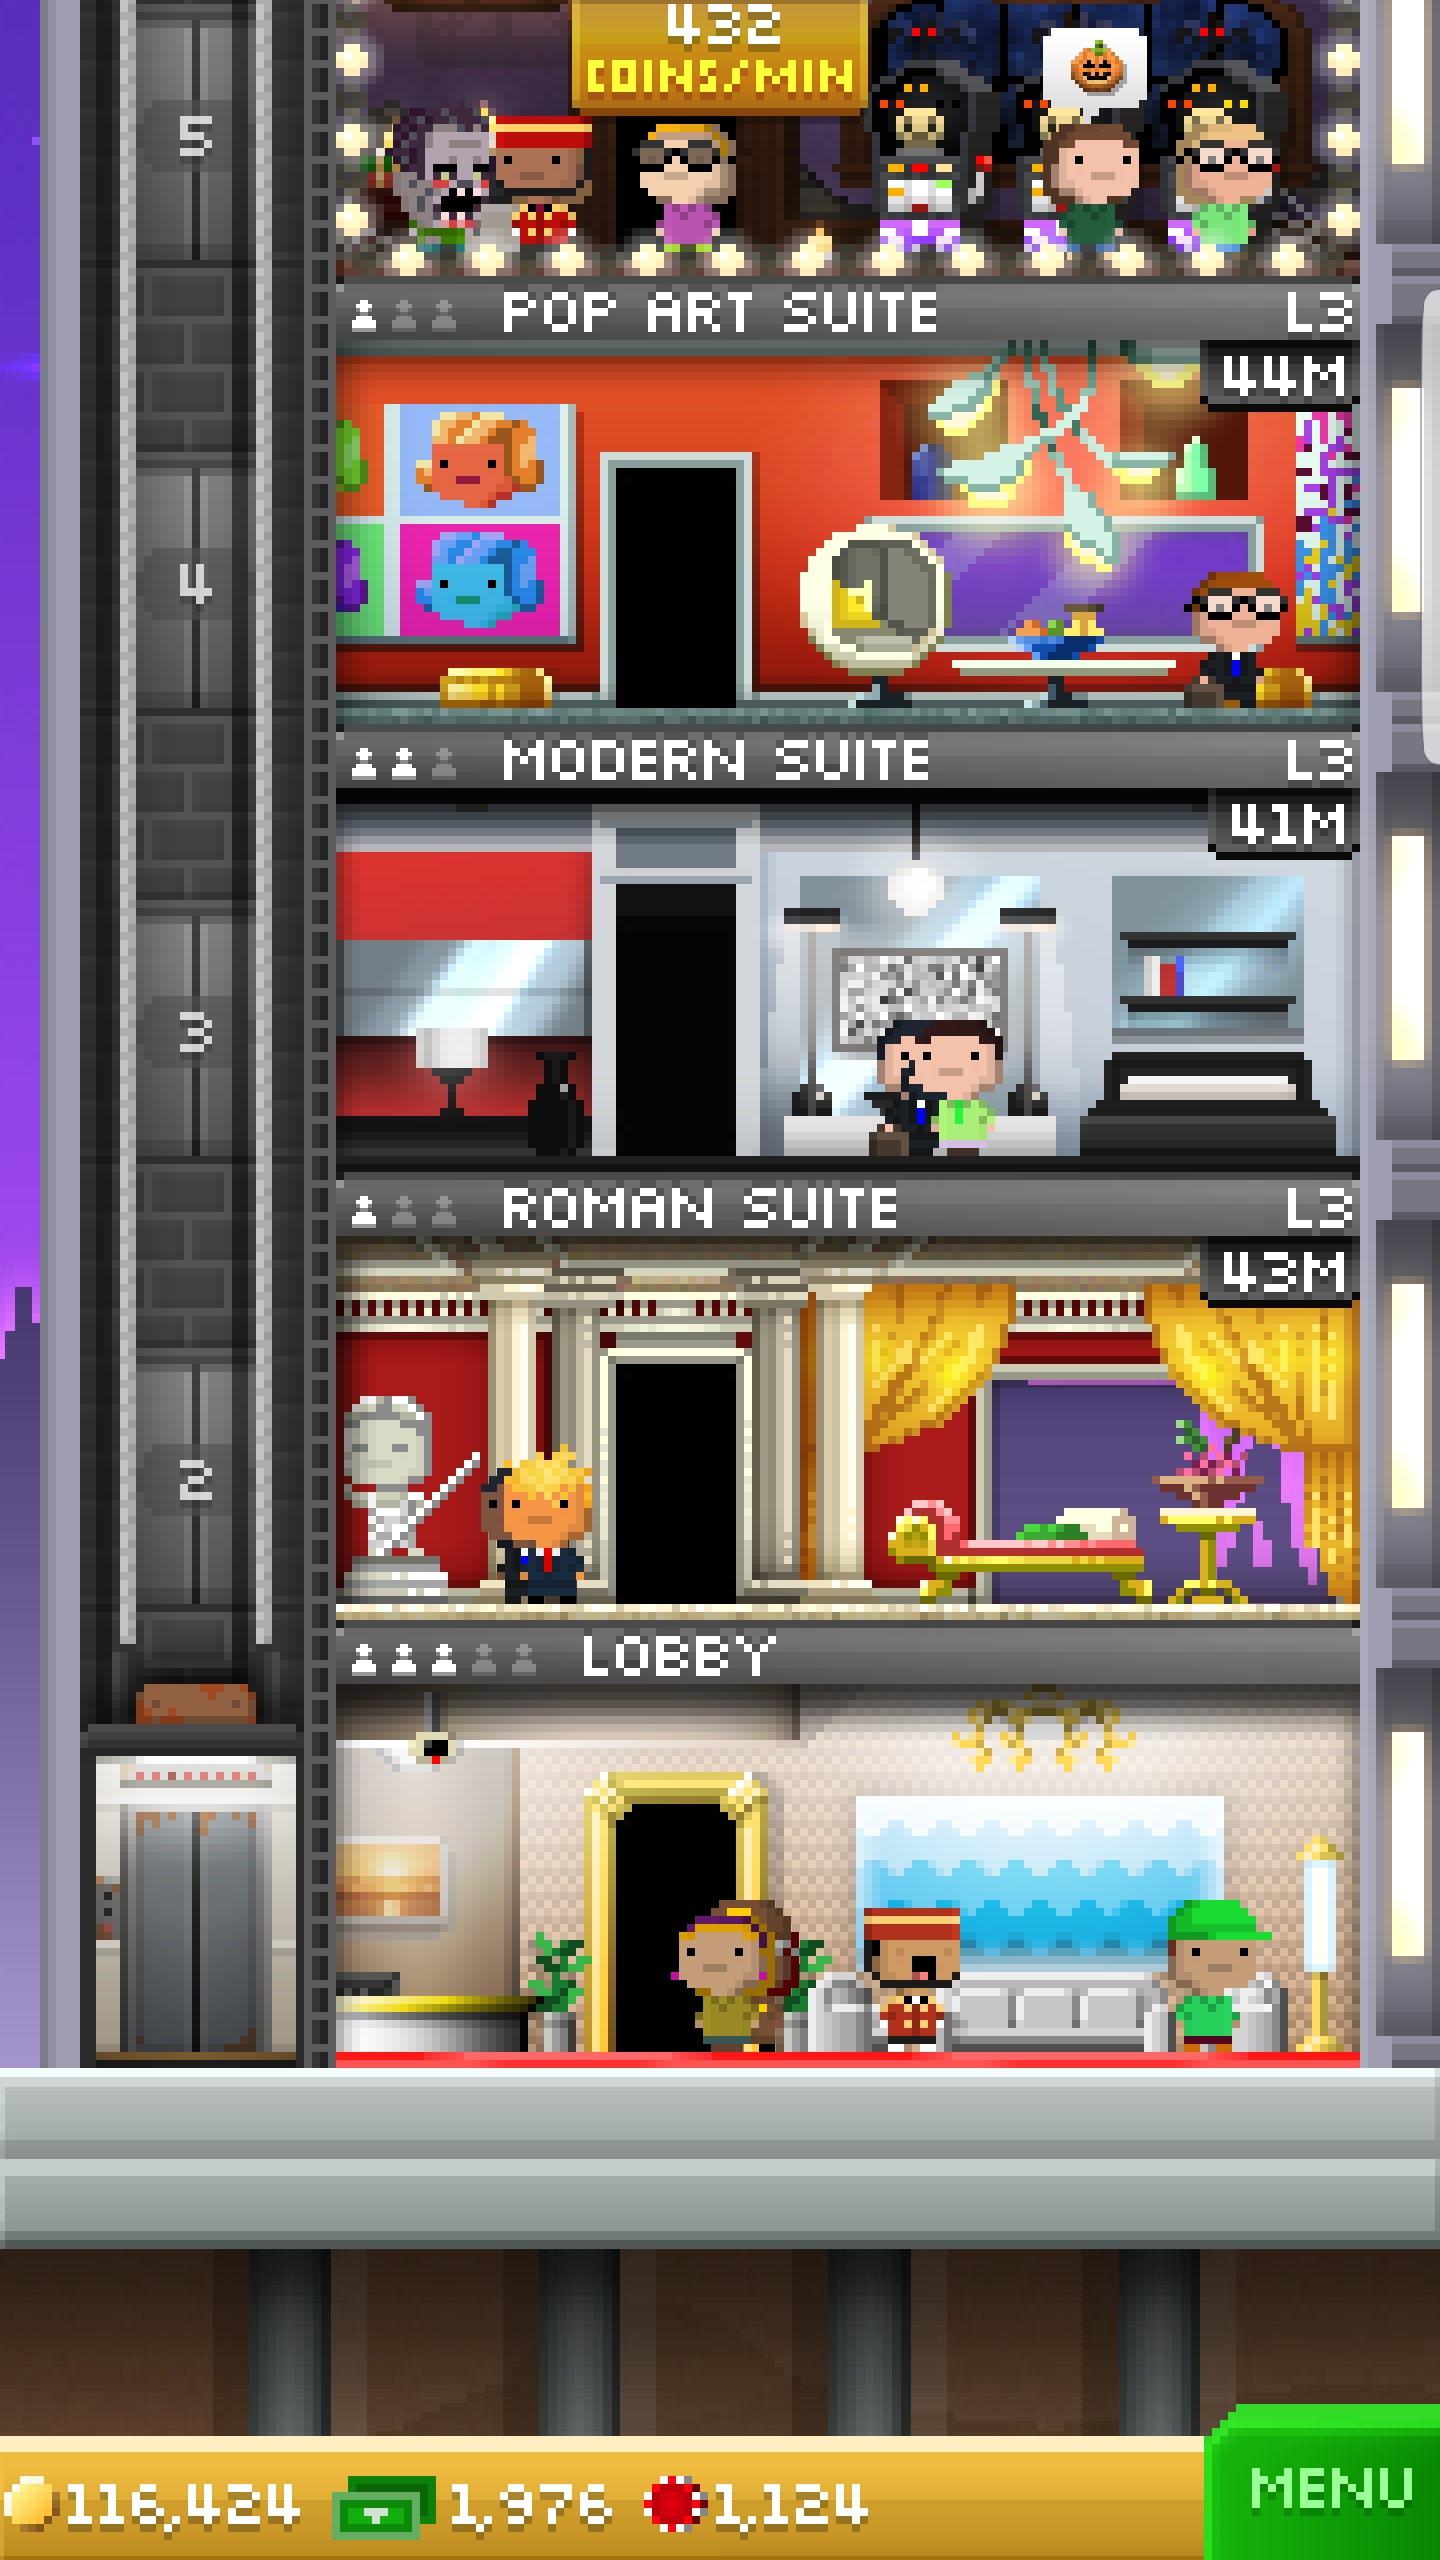 432
COINS/MIN
5
POP ART SUITE L3
44M
4
MODERN SUITE L3
41M
3
ROMAN SUITE L3
43M
2
LOBBY
116,424 1,976 1,124 MENU